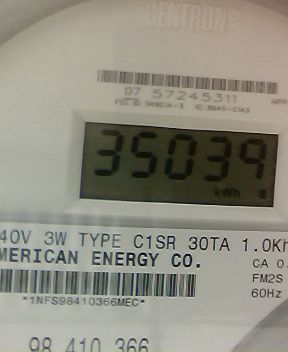 CENTRON
07 57245311
35039
kWh
40V 3W TYPE C1SR 30TA 1.0Kh
MERICAN ENERGY CO. CA 0.
FM2S
*1NFS98410366MEC* 60Hz
98 410 366